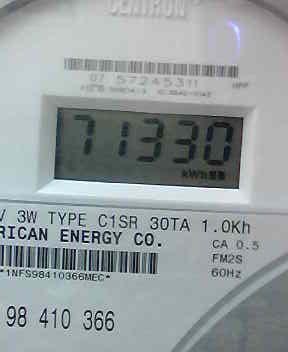 CENTRON
07 57245311
71330
kWh
V 3W TYPE C1SR 30TA 1.0Kh
RICAN ENERGY CO.
CA 0.5
FM2S
60Hz
*1NFS98410366MEC*
98 410 366